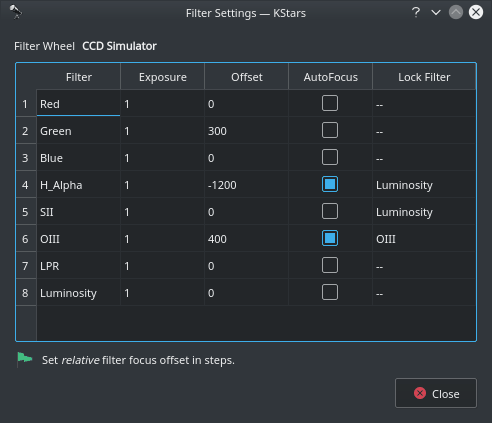 Filter Settings — KStars
Filter Wheel CCD Simulator
Filter Exposure Offset AutoFocus Lock Filter
1 Red 1 0 --
2 Green 1 300 --
3 Blue 1 0 --
4 H_Alpha 1 -1200 Luminosity
5 SII 1 0 Luminosity
6 OIII 1 400 OIII
7 LPR 1 0 --
8 Luminosity 1 0 --
Set relative filter focus offset in steps.
Close